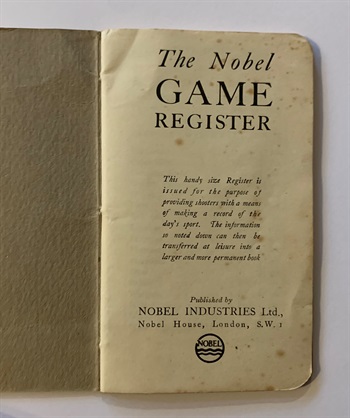 The Nobel
GAME
REGISTER
This handy size Register is
issued for the purpose of
providing shooters with a means
of making a record of the
day's sport. The information
so noted down can then be
transferred at leisure into a
larger and more permanent book
Published by
NOBEL INDUSTRIES Ltd.,
Nobel House, London, S.W. 1
NOBEL